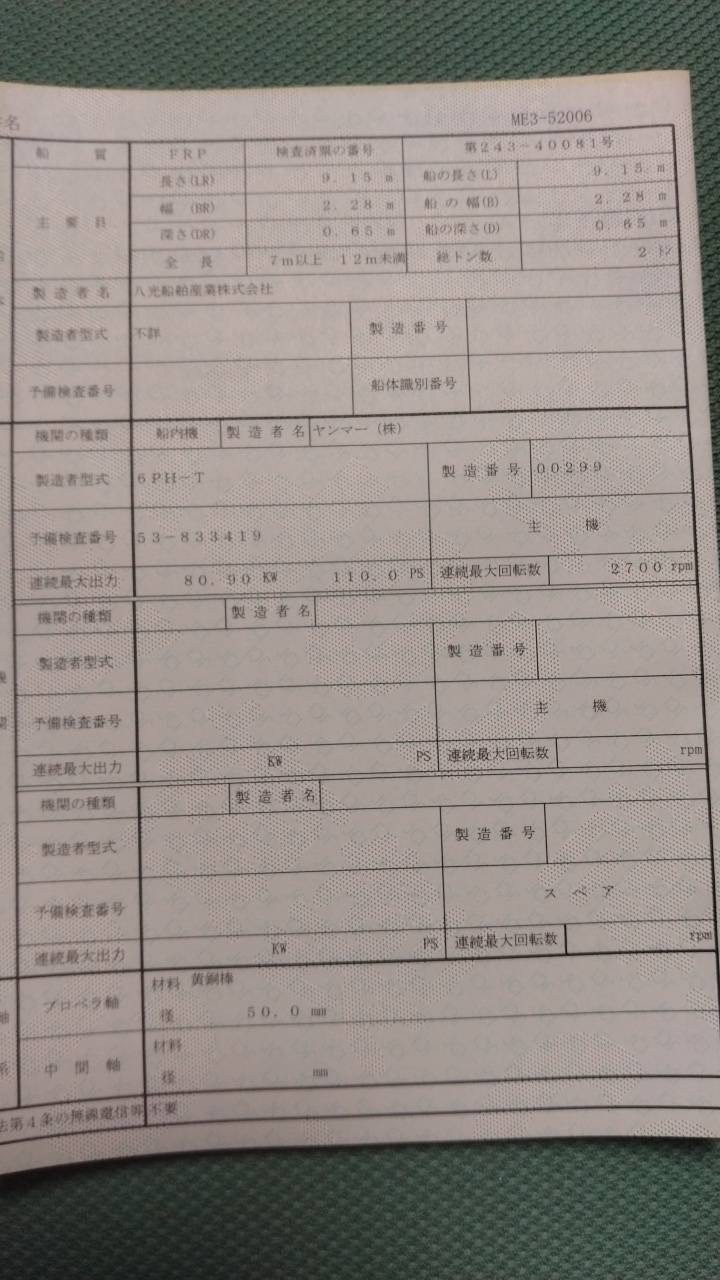 名
ME3-52006
船質 FRP 検査済票の番号 第243-40081号
主要目 長さ(LR) 9.15 m 船の長さ(L) 9.15 m
幅 (BR) 2.28 m 船の幅(B) 2.28 m
深さ(DR) 0.65 m 船の深さ(D) 0.65 m
全長 7m以上 12m未満 総トン数 2 トン
製造者名 八光船舶産業株式会社
製造者型式 不詳 製造番号
予備検査番号 船体識別番号
機関の種類 船内機 製造者名 ヤンマー(株)
製造者型式 6PH-T 製造番号 00299
予備検査番号 53-833419 主機
連続最大出力 80.90 KW 110.0 PS 連続最大回転数 2700 rpm
機関の種類 製造者名
製造者型式 製造番号
予備検査番号 主機
連続最大出力 KW PS 連続最大回転数 rpm
機関の種類 製造者名
製造者型式 製造番号
予備検査番号 スペア
連続最大出力 KW PS 連続最大回転数 rpm
プロペラ軸 材料 黄銅棒
径 50.0 mm
中間軸 材料
径 mm
法第4条の無線電信等 不要